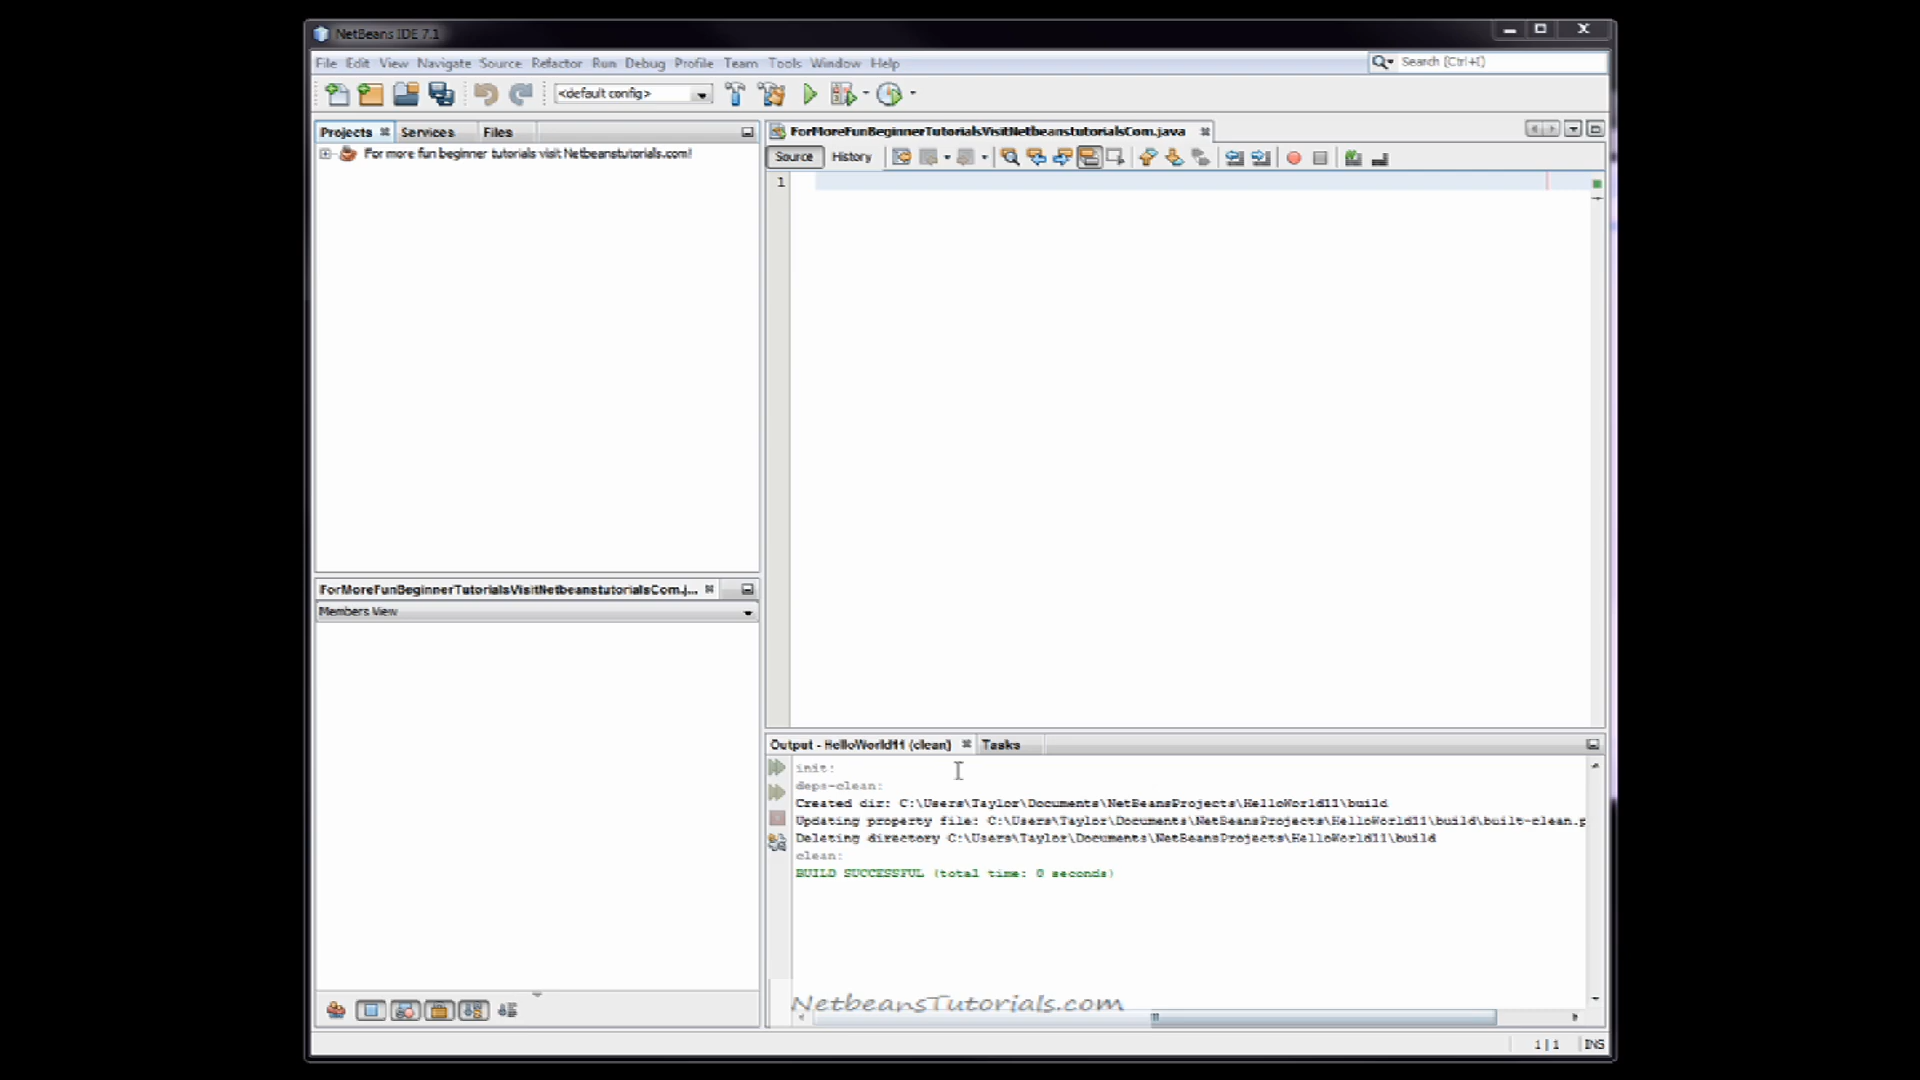 NetBeans IDE 7.1
File Edit View Navigate Source Refactor Run Debug Profile Team Tools Window Help
Search (Ctrl+I)
<default config>
Projects Services Files
For more fun beginner tutorials visit Netbeanstutorials.com!
ForMoreFunBeginnerTutorialsVisitNetbeanstutorialsCom.java
Source History
1
ForMoreFunBeginnerTutorialsVisitNetbeanstutorialsCom.j...
Members View
Output - HelloWorld11 (clean) Tasks
init:
deps-clean:
Created dir: C:\Users\Taylor\Documents\NetBeansProjects\HelloWorld11\build
Updating property file: C:\Users\Taylor\Documents\NetBeansProjects\HelloWorld11\build\built-clean.p
Deleting directory C:\Users\Taylor\Documents\NetBeansProjects\HelloWorld11\build
clean:
BUILD SUCCESSFUL (total time: 0 seconds)
NetbeansTutorials.com
1|1 INS